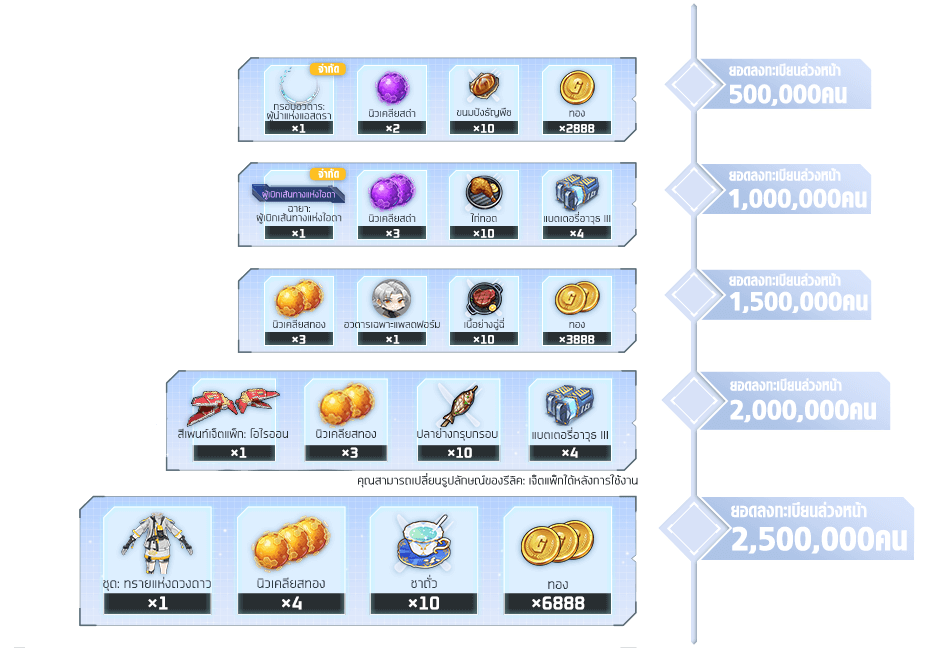 จำกัด
กรอบอวตาร:
ผู้นำแห่งแอสตรา
×1
นิวเคลียสดำ
×2
ขนมปังธัญพืช
×10
G
ทอง
×2888
ยอดลงทะเบียนล่วงหน้า
500,000คน
จำกัด
ผู้เบิกเส้นทางแห่งไอดา
ฉายา:
ผู้เบิกเส้นทางแห่งไอดา
×1
นิวเคลียสดำ
×3
ไก่ทอด
×10
แบตเตอรี่อาวุธ III
×4
ยอดลงทะเบียนล่วงหน้า
1,000,000คน
นิวเคลียสทอง
×3
อวตารเฉพาะแพลตฟอร์ม
×1
เนื้อย่างฉู่ฉี่
×10
G
ทอง
×3888
ยอดลงทะเบียนล่วงหน้า
1,500,000คน
สีเพนท์เจ็ตแพ็ก: โอไรออน
×1
นิวเคลียสทอง
×3
ปลาย่างกรุบกรอบ
×10
แบตเตอรี่อาวุธ III
×4
ยอดลงทะเบียนล่วงหน้า
2,000,000คน
คุณสามารถเปลี่ยนรูปลักษณ์ของรีลิค: เจ็ตแพ็กได้หลังการใช้งาน
ชุด: ทรายแห่งดวงดาว
×1
นิวเคลียสทอง
×4
ชาถั่ว
×10
G
ทอง
×6888
ยอดลงทะเบียนล่วงหน้า
2,500,000คน